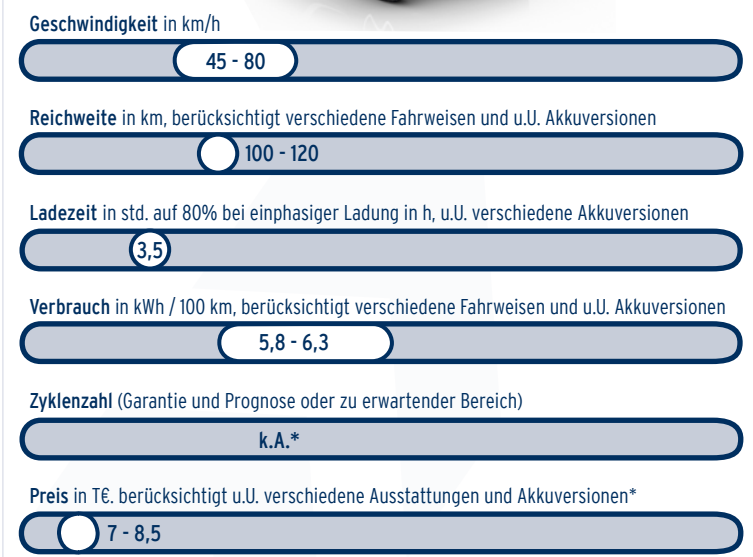 Geschwindigkeit in km/h
45 - 80
Reichweite in km, berücksichtigt verschiedene Fahrweisen und u.U. Akkuversionen
100 - 120
Ladezeit in std. auf 80% bei einphasiger Ladung in h, u.U. verschiedene Akkuversionen
3,5
Verbrauch in kWh / 100 km, berücksichtigt verschiedene Fahrweisen und u.U. Akkuversionen
5,8 - 6,3
Zyklenzahl (Garantie und Prognose oder zu erwartender Bereich)
k.A.*
Preis in T€. berücksichtigt u.U. verschiedene Ausstattungen und Akkuversionen*
7 - 8,5